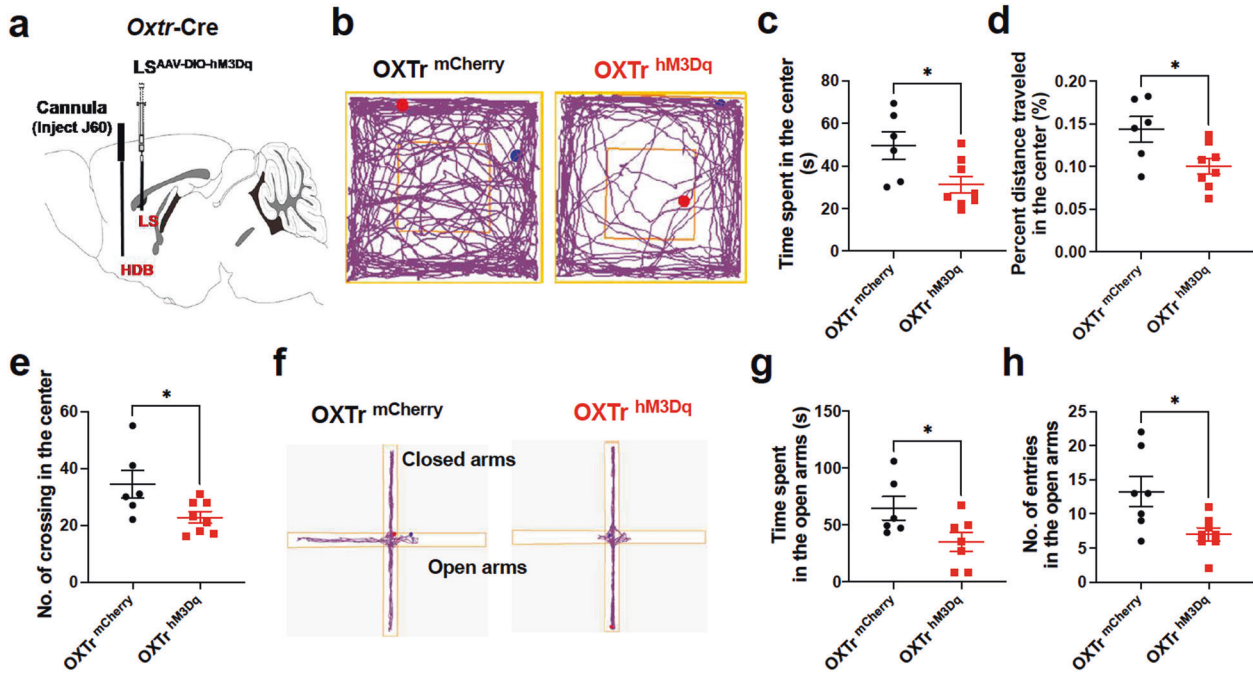 a
Oxtr-Cre
LS AAV-DIO-hM3Dq
Cannula
(Inject J60)
LS
HDB
b
OXTr mCherry
OXTr hM3Dq
c
Time spent in the center
(s)
80
60
40
20
0
*
OXTr mCherry
OXTr hM3Dq
d
Percent distance traveled
in the center (%)
0.20
0.15
0.10
0.05
0.00
*
OXTr mCherry
OXTr hM3Dq
e
No. of crossing in the center
60
40
20
0
*
OXTr mCherry
OXTr hM3Dq
f
OXTr mCherry
OXTr hM3Dq
Closed arms
Open arms
g
Time spent
in the open arms (s)
150
100
50
0
*
OXTr mCherry
OXTr hM3Dq
h
No. of entries
in the open arms
25
20
15
10
5
0
*
OXTr mCherry
OXTr hM3Dq